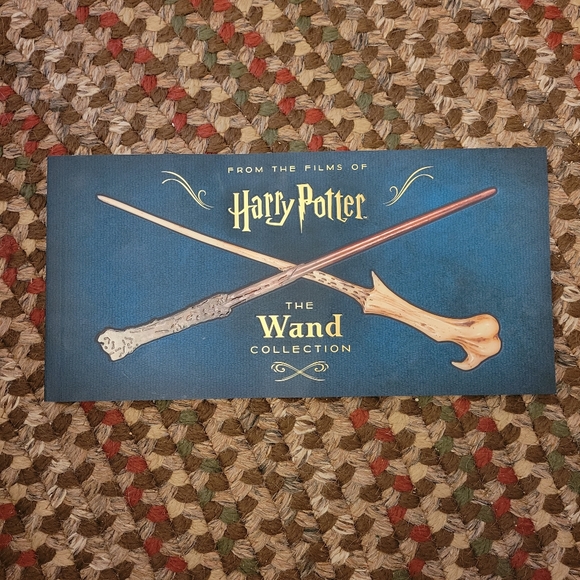 FROM THE FILMS OF
Harry Potter
THE
Wand
COLLECTION